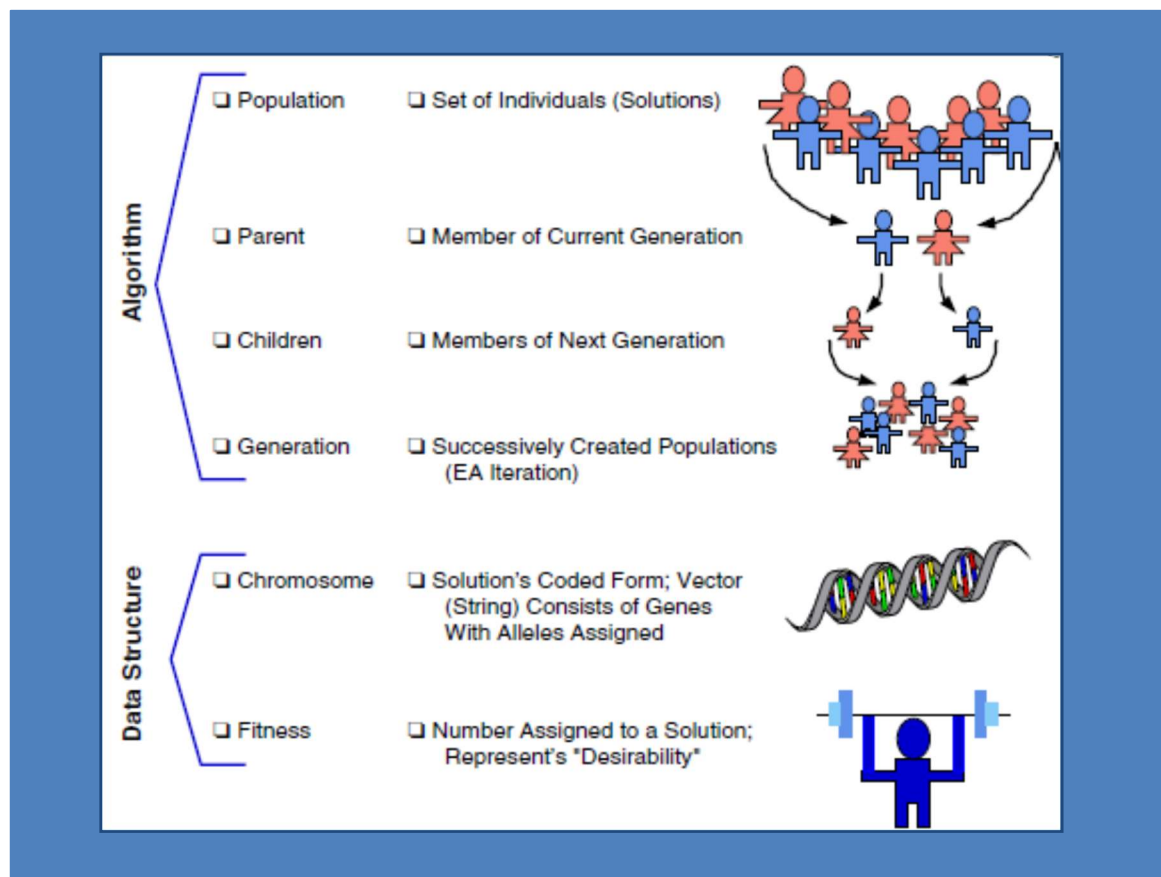 Algorithm
❑ Population ❑ Set of Individuals (Solutions)
❑ Parent ❑ Member of Current Generation
❑ Children ❑ Members of Next Generation
❑ Generation ❑ Successively Created Populations
(EA Iteration)
Data Structure
❑ Chromosome ❑ Solution's Coded Form; Vector
(String) Consists of Genes
With Alleles Assigned
❑ Fitness ❑ Number Assigned to a Solution;
Represent's "Desirability"